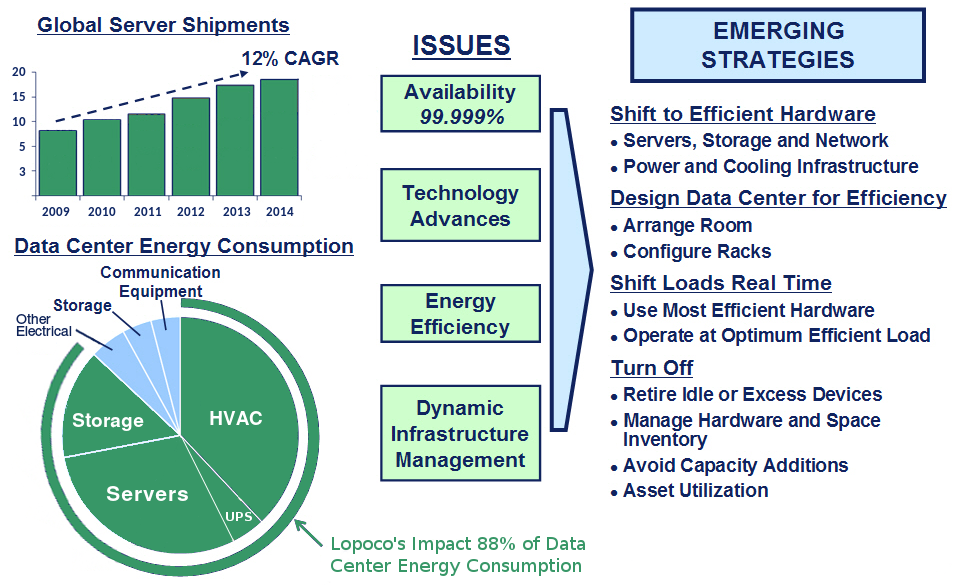 Global Server Shipments
12% CAGR
20
15
10
5
3
2009 2010 2011 2012 2013 2014
Data Center Energy Consumption
Communication
Equipment
Storage
Other
Electrical
HVAC
Storage
Servers
UPS
Lopoco's Impact 88% of Data
Center Energy Consumption
ISSUES
Availability
99.999%
Technology
Advances
Energy
Efficiency
Dynamic
Infrastructure
Management
EMERGING
STRATEGIES
Shift to Efficient Hardware
• Servers, Storage and Network
• Power and Cooling Infrastructure
Design Data Center for Efficiency
• Arrange Room
• Configure Racks
Shift Loads Real Time
• Use Most Efficient Hardware
• Operate at Optimum Efficient Load
Turn Off
• Retire Idle or Excess Devices
• Manage Hardware and Space
Inventory
• Avoid Capacity Additions
• Asset Utilization